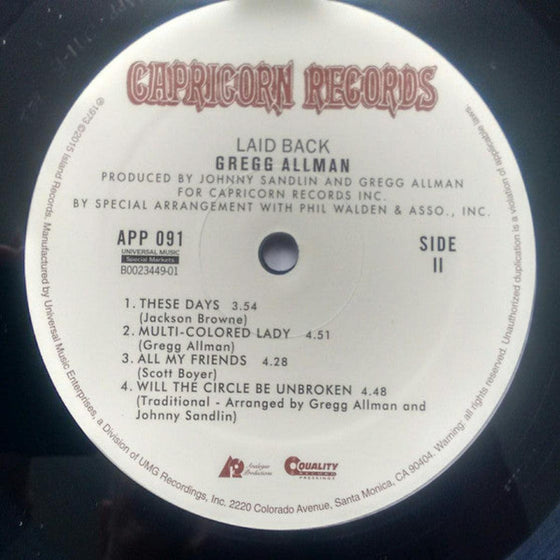 CAPRICORN RECORDS
LAID BACK
GREGG ALLMAN
PRODUCED BY JOHNNY SANDLIN AND GREGG ALLMAN
FOR CAPRICORN RECORDS INC.
BY SPECIAL ARRANGEMENT WITH PHIL WALDEN & ASSO., INC.
APP 091
UNIVERSAL MUSIC
Special Markets
B0023449-01
SIDE
II
1. THESE DAYS 3.54
(Jackson Browne)
2. MULTI-COLORED LADY 4.51
(Gregg Allman)
3. ALL MY FRIENDS 4.28
(Scott Boyer)
4. WILL THE CIRCLE BE UNBROKEN 4.48
(Traditional - Arranged by Gregg Allman and
Johnny Sandlin)
AP Analogue Productions
QUALITY RECORD PRESSINGS
℗1973 ©2015 Island Records. Manufactured by Universal Music Enterprises, a Division of UMG Recordings, Inc. 2220 Colorado Avenue, Santa Monica, CA 90404. Warning: all rights reserved. Unauthorized duplication is a violation of applicable laws.